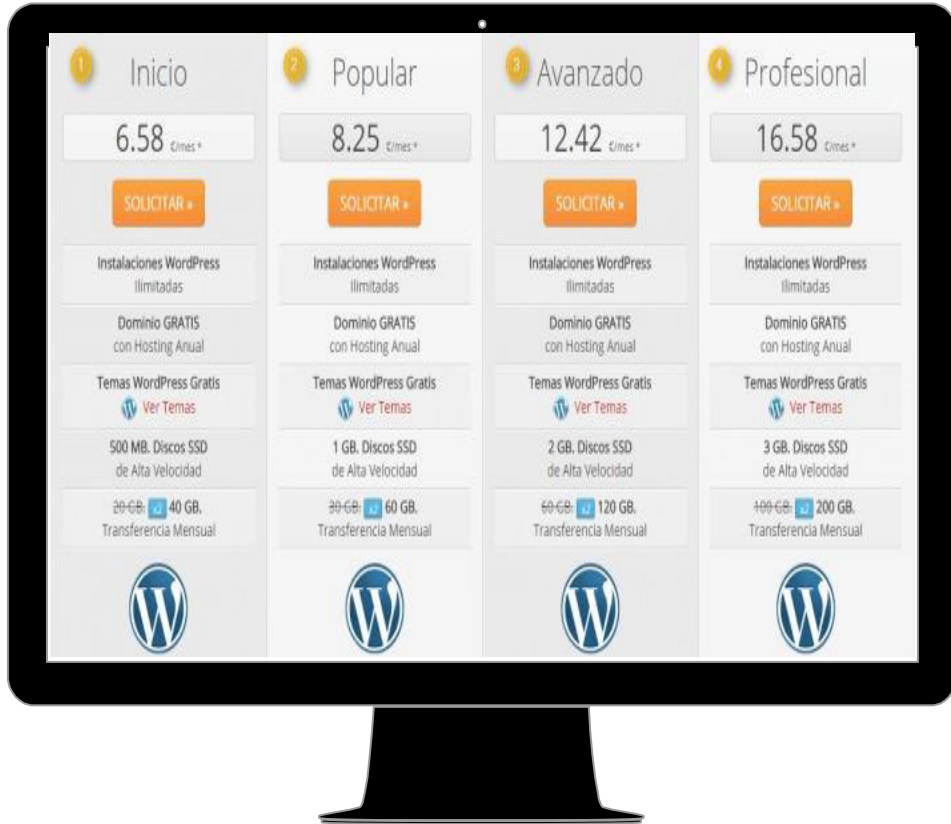 1
Inicio
6.58 €/mes *
SOLICITAR »
Instalaciones WordPress
Ilimitadas
Dominio GRATIS
con Hosting Anual
Temas WordPress Gratis
Ver Temas
500 MB. Discos SSD
de Alta Velocidad
20 GB. x2 40 GB.
Transferencia Mensual
2
Popular
8.25 €/mes *
SOLICITAR »
Instalaciones WordPress
Ilimitadas
Dominio GRATIS
con Hosting Anual
Temas WordPress Gratis
Ver Temas
1 GB. Discos SSD
de Alta Velocidad
30 GB. x2 60 GB.
Transferencia Mensual
3
Avanzado
12.42 €/mes *
SOLICITAR »
Instalaciones WordPress
Ilimitadas
Dominio GRATIS
con Hosting Anual
Temas WordPress Gratis
Ver Temas
2 GB. Discos SSD
de Alta Velocidad
60 GB. x2 120 GB.
Transferencia Mensual
4
Profesional
16.58 €/mes *
SOLICITAR »
Instalaciones WordPress
Ilimitadas
Dominio GRATIS
con Hosting Anual
Temas WordPress Gratis
Ver Temas
3 GB. Discos SSD
de Alta Velocidad
100 GB. x2 200 GB.
Transferencia Mensual